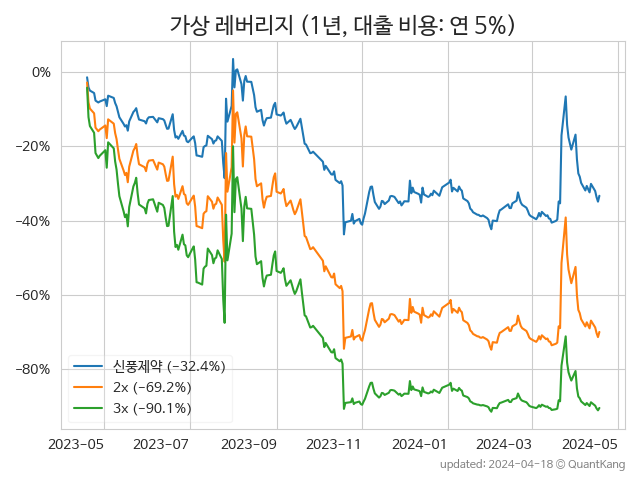 가상 레버리지 (1년, 대출 비용: 연 5%)
0%
−20%
−40%
−60%
−80%
신풍제약 (−32.4%)
2x (−69.2%)
3x (−90.1%)
2023-05 2023-07 2023-09 2023-11 2024-01 2024-03 2024-05
updated: 2024-04-18 © QuantKang